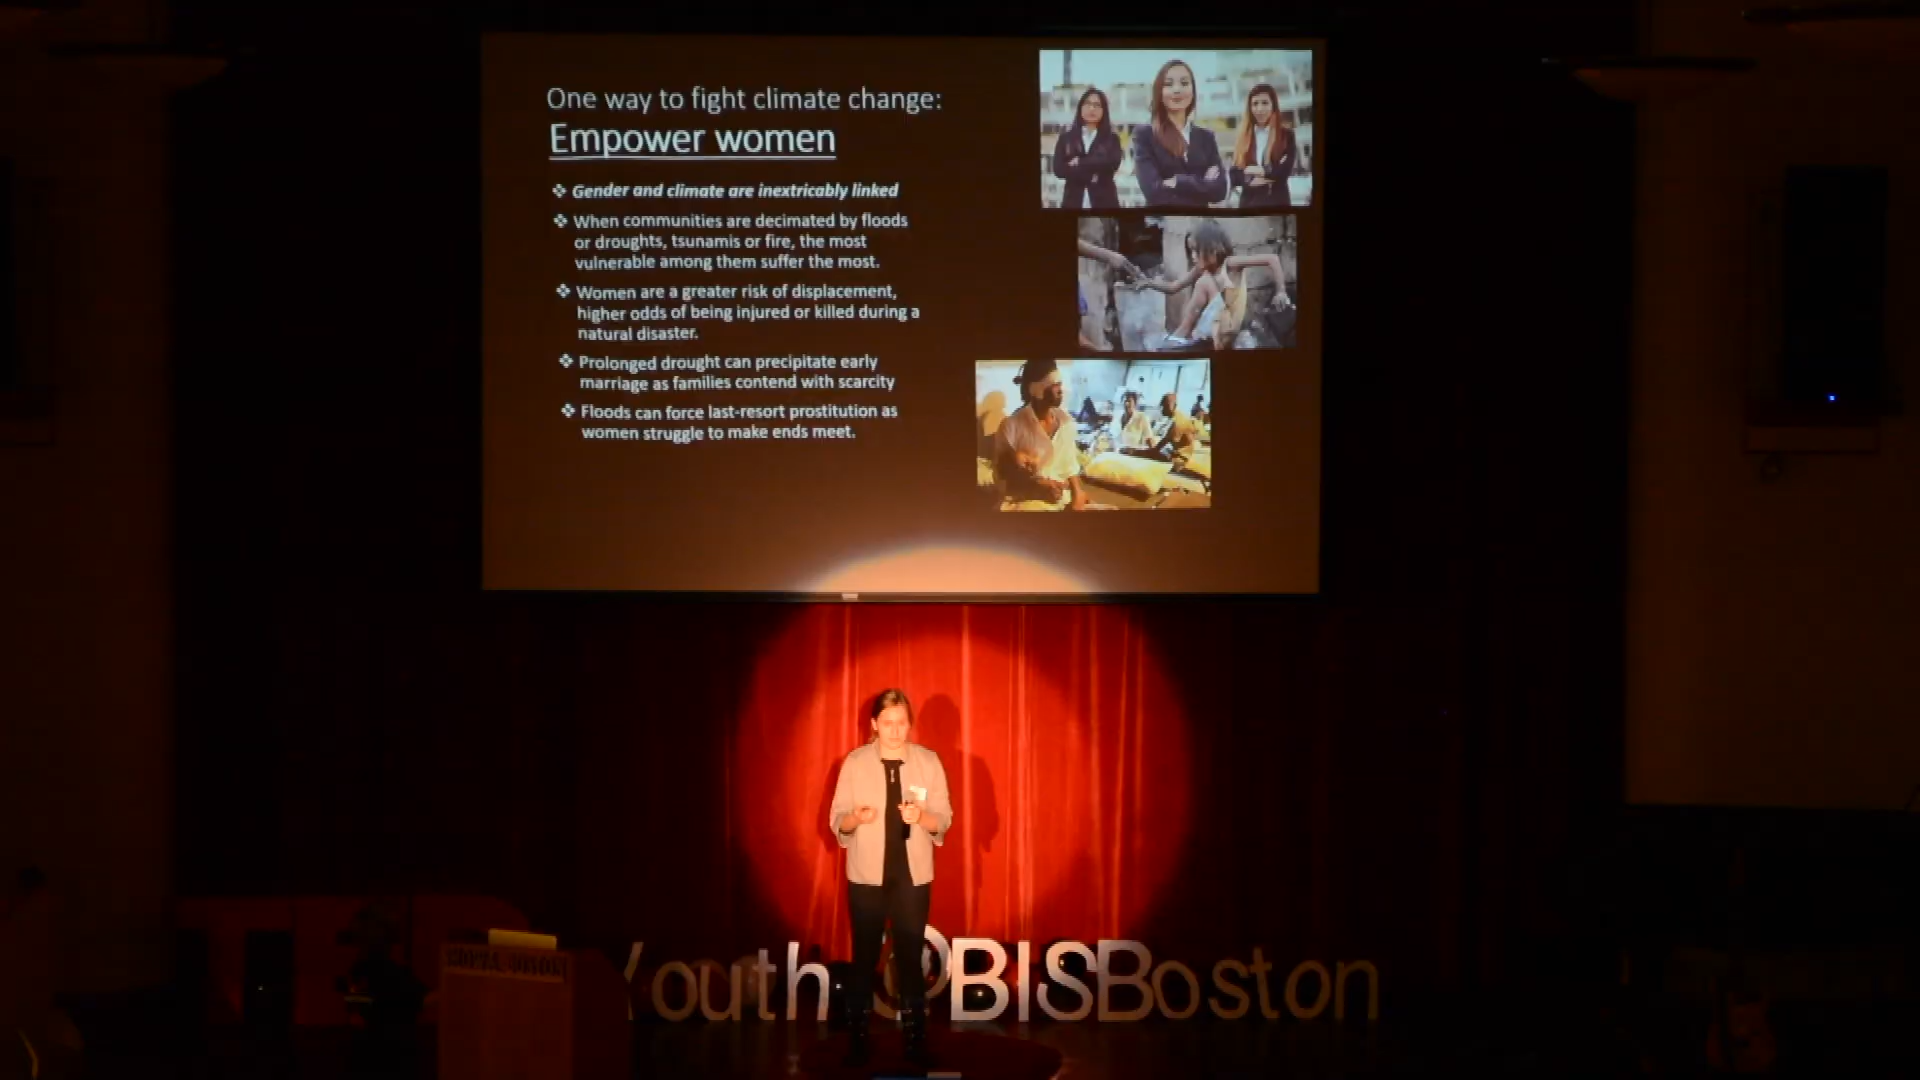 One way to fight climate change:
Empower women
❖ Gender and climate are inextricably linked
❖ When communities are decimated by floods
or droughts, tsunamis or fire, the most
vulnerable among them suffer the most.
❖ Women are a greater risk of displacement,
higher odds of being injured or killed during a
natural disaster.
❖ Prolonged drought can precipitate early
marriage as families contend with scarcity
❖ Floods can force last-resort prostitution as
women struggle to make ends meet.
Youth @BISBoston